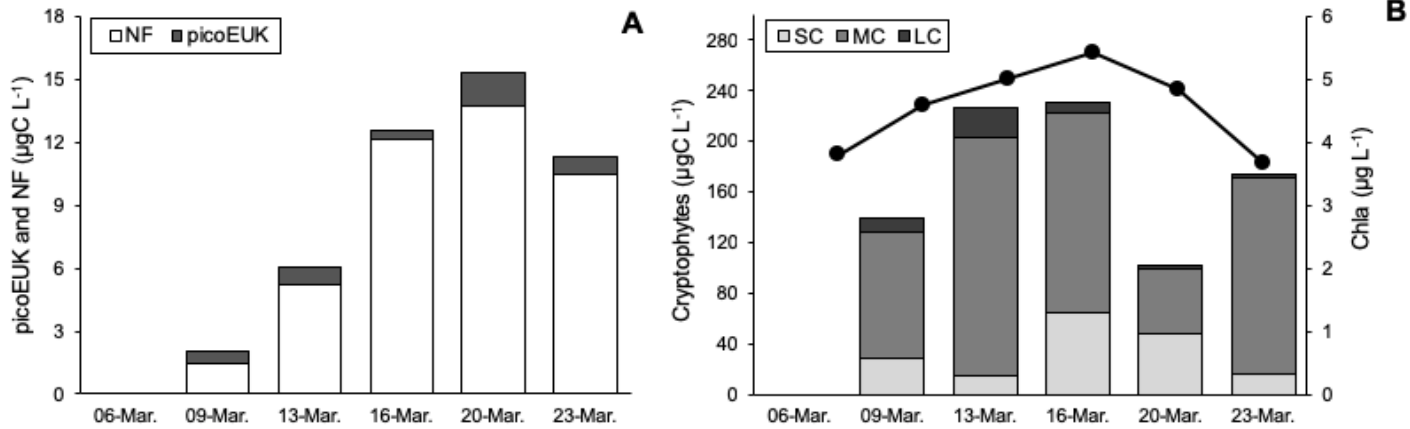 A
NF picoEUK
picoEUK and NF (µgC L-1)
18
15
12
9
6
3
0
06-Mar. 09-Mar. 13-Mar. 16-Mar. 20-Mar. 23-Mar.
B
SC MC LC
Cryptophytes (µgC L-1)
280
240
200
160
120
80
40
0
6
5
4
3
2
1
0
Chla (µg L-1)
06-Mar. 09-Mar. 13-Mar. 16-Mar. 20-Mar. 23-Mar.